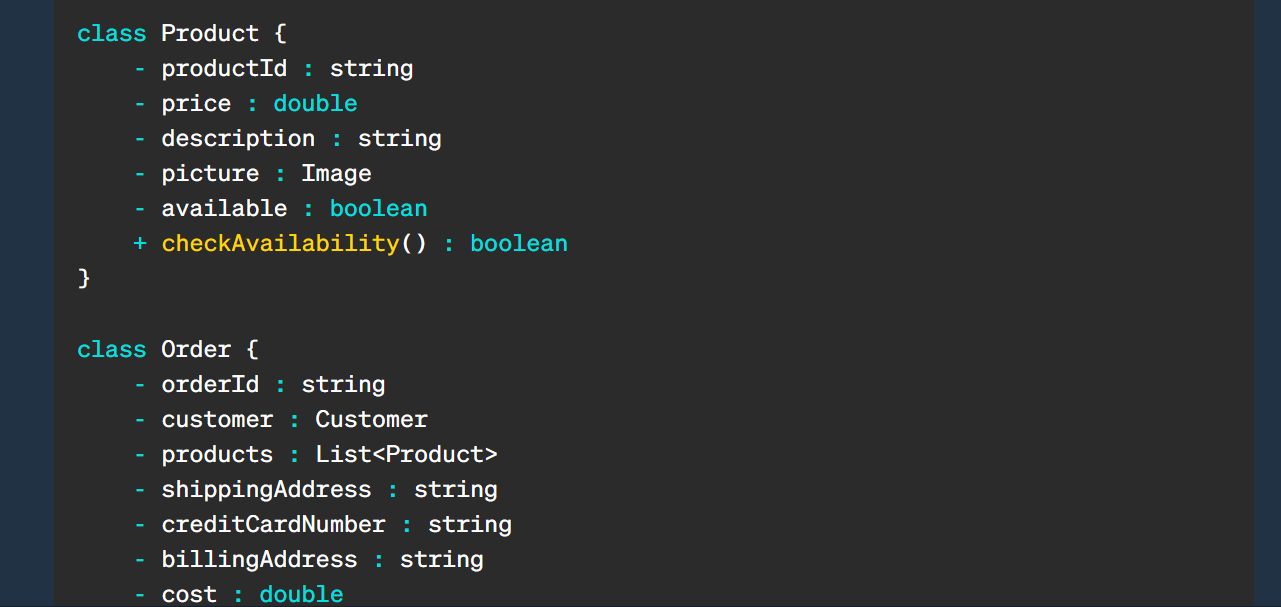 class Product {
    - productId : string
    - price : double
    - description : string
    - picture : Image
    - available : boolean
    + checkAvailability() : boolean
}

class Order {
    - orderId : string
    - customer : Customer
    - products : List<Product>
    - shippingAddress : string
    - creditCardNumber : string
    - billingAddress : string
    - cost : double